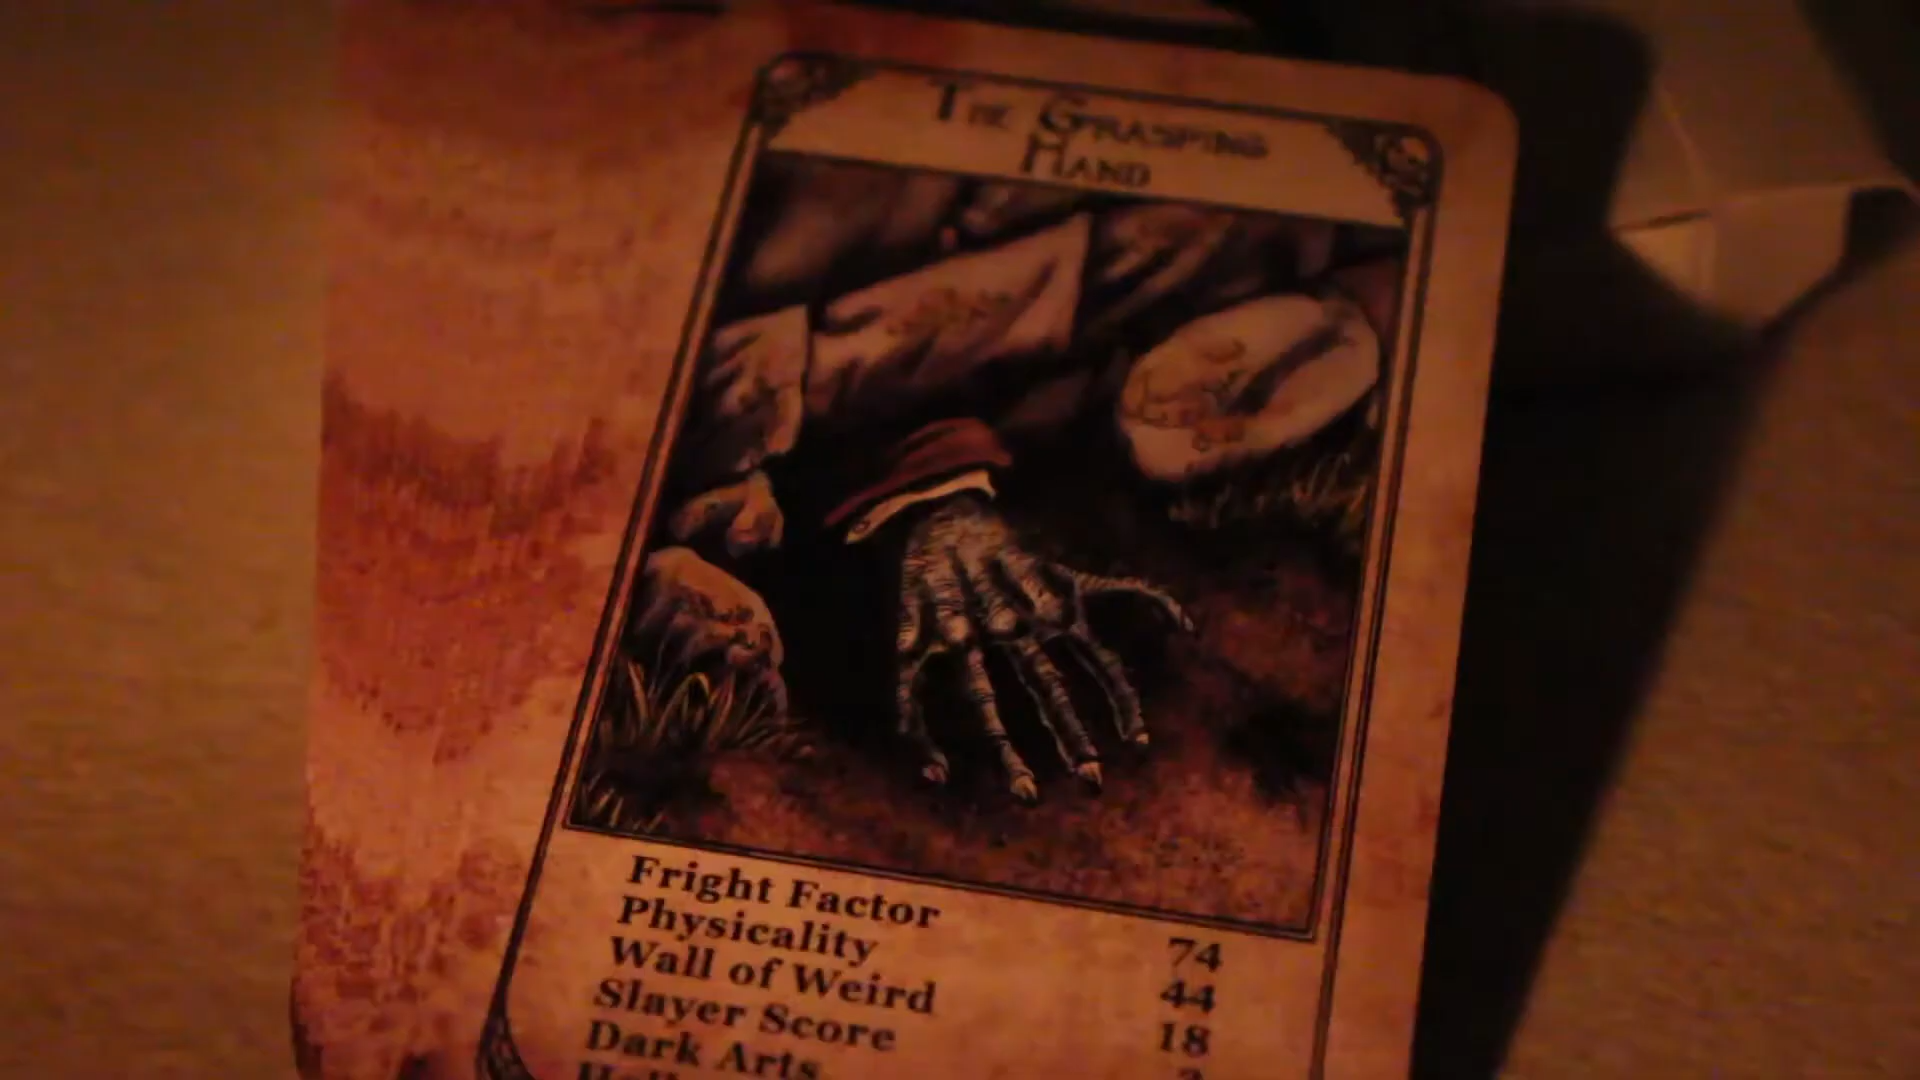 The Grasping
Hand
Fright Factor 74
Physicality 44
Wall of Weird 18
Slayer Score
Dark Arts